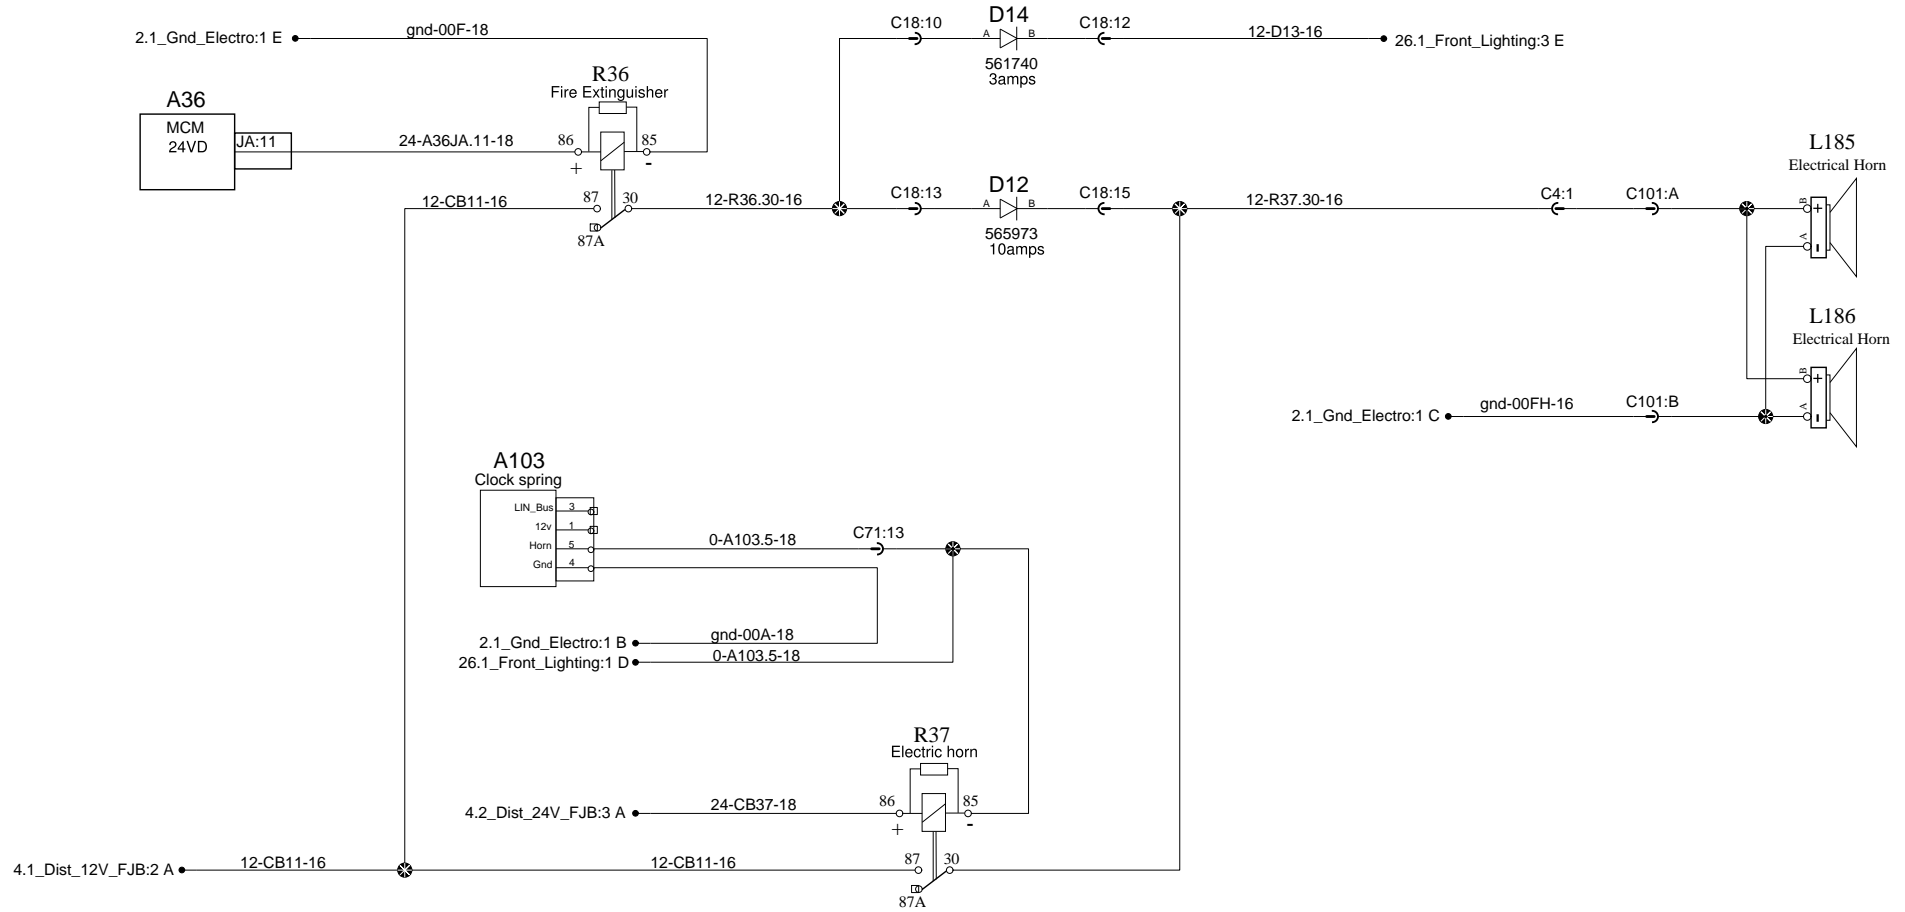 2.1_Gnd_Electro:1 E
gnd-00F-18
C18:10
D14
A
B
C18:12
12-D13-16
26.1_Front_Lighting:3 E
561740
3amps
R36
Fire Extinguisher
A36
MCM
24VD
JA:11
24-A36JA.11-18
86
85
+
-
12-CB11-16
87
30
87A
12-R36.30-16
C18:13
D12
A
B
C18:15
565973
10amps
12-R37.30-16
C4:1
C101:A
L185
Electrical Horn
B
+
A
-
L186
Electrical Horn
B
+
A
-
2.1_Gnd_Electro:1 C
gnd-00FH-16
C101:B
A103
Clock spring
LIN_Bus
3
12v
1
Horn
5
Gnd
4
0-A103.5-18
C71:13
2.1_Gnd_Electro:1 B
gnd-00A-18
26.1_Front_Lighting:1 D
0-A103.5-18
R37
Electric horn
4.2_Dist_24V_FJB:3 A
24-CB37-18
86
85
+
-
4.1_Dist_12V_FJB:2 A
12-CB11-16
12-CB11-16
87
30
87A